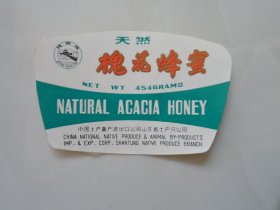 天然
槐花蜂蜜
NET WT 454GRAMS
NATURAL ACACIA HONEY
中国土产畜产进出口公司山东省土产分公司
CHINA NATIONAL NATIVE PRODUCE & ANIMAL BY-PRODUCTS
IMP. & EXP. CORP. SHANTUNG NATIVE PRODUCE BRANCH